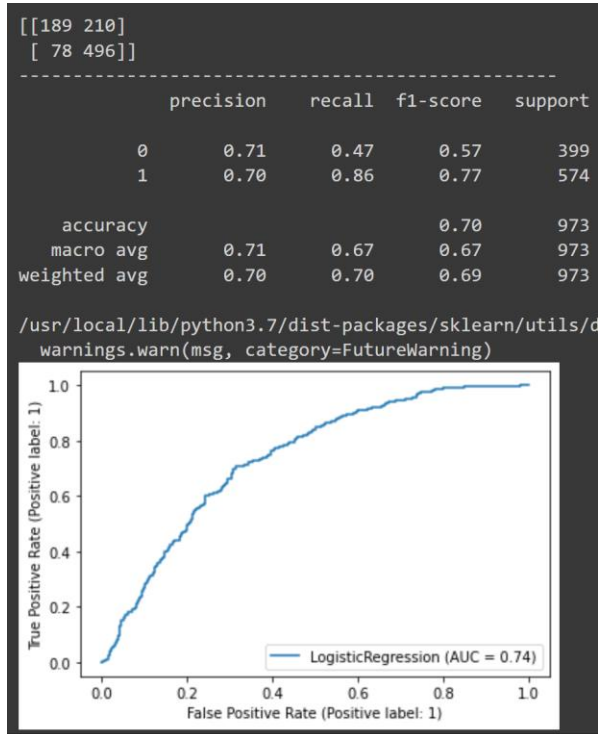 [[189 210]
[ 78 496]]
--------------------------------------------------
precision recall f1-score support
0 0.71 0.47 0.57 399
1 0.70 0.86 0.77 574
accuracy 0.70 973
macro avg 0.71 0.67 0.67 973
weighted avg 0.70 0.70 0.69 973
/usr/local/lib/python3.7/dist-packages/sklearn/utils/d
warnings.warn(msg, category=FutureWarning)
True Positive Rate (Positive label: 1)
1.0
0.8
0.6
0.4
0.2
0.0
LogisticRegression (AUC = 0.74)
0.0 0.2 0.4 0.6 0.8 1.0
False Positive Rate (Positive label: 1)